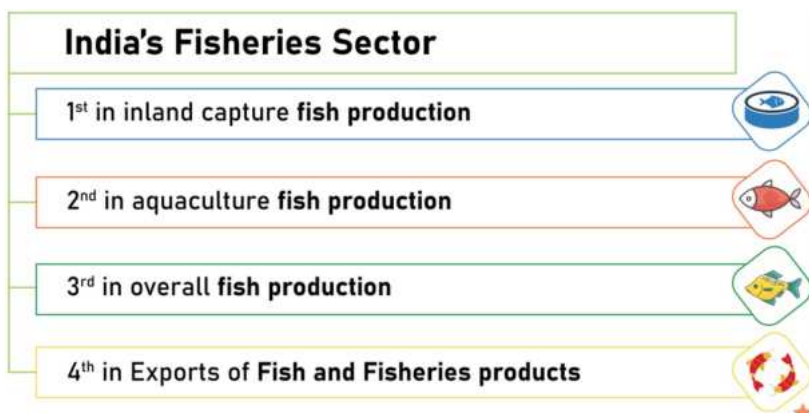 India's Fisheries Sector
1st in inland capture fish production
2nd in aquaculture fish production
3rd in overall fish production
4th in Exports of Fish and Fisheries products